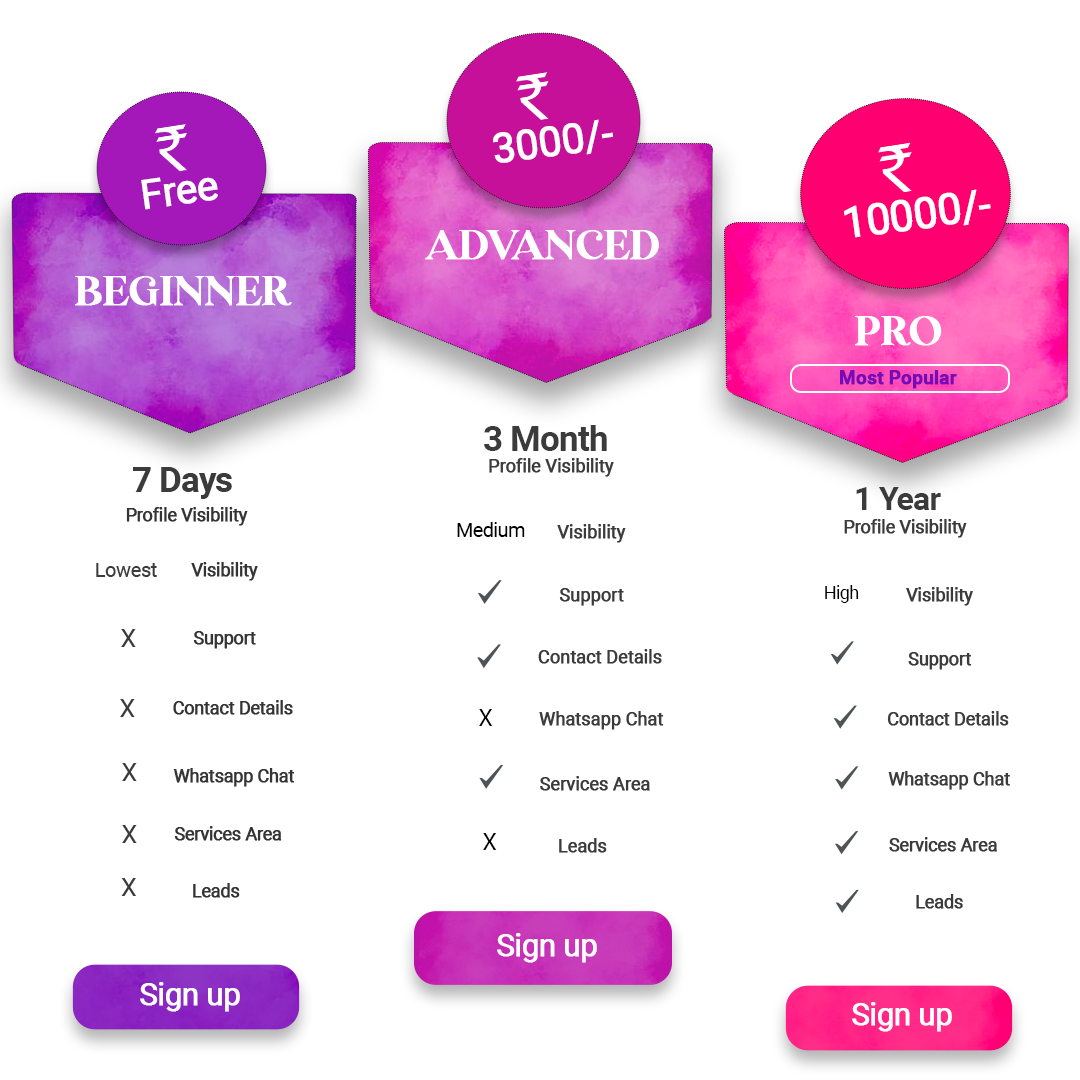 ₹
Free
BEGINNER
7 Days
Profile Visibility
Lowest Visibility
X Support
X Contact Details
X Whatsapp Chat
X Services Area
X Leads
Sign up
₹
3000/-
ADVANCED
3 Month
Profile Visibility
Medium Visibility
✓ Support
✓ Contact Details
X Whatsapp Chat
✓ Services Area
X Leads
Sign up
₹
10000/-
PRO
Most Popular
1 Year
Profile Visibility
High Visibility
✓ Support
✓ Contact Details
✓ Whatsapp Chat
✓ Services Area
✓ Leads
Sign up